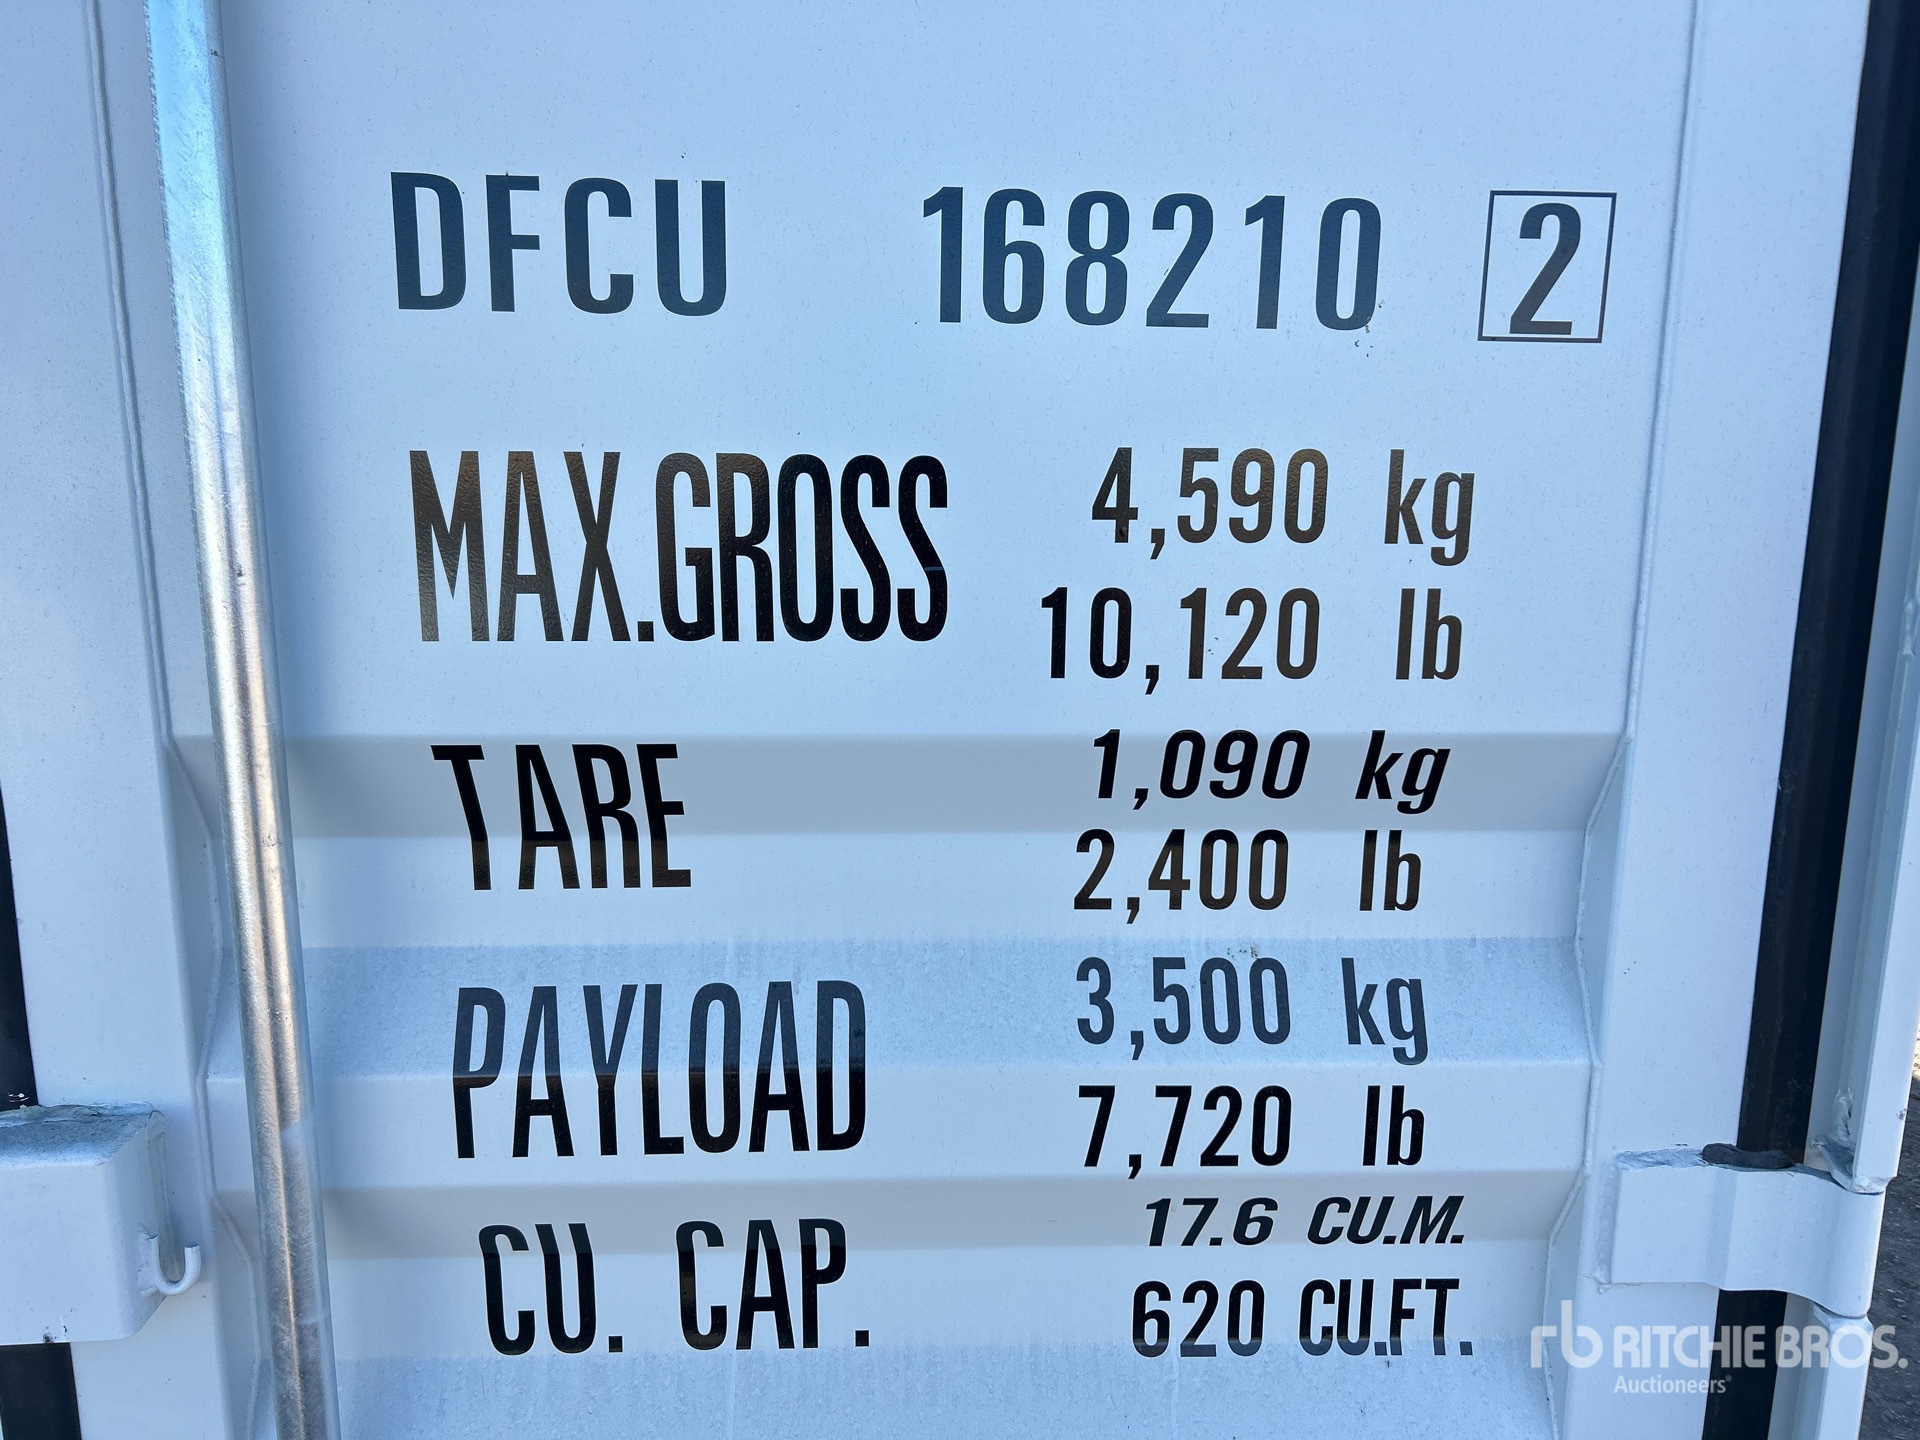 DFCU 168210 2
MAX.GROSS 4,590 kg
10,120 lb
TARE 1,090 kg
2,400 lb
PAYLOAD 3,500 kg
7,720 lb
CU. CAP. 17.6 CU.M.
620 CU.FT.
rb RITCHIE BROS.
Auctioneers®